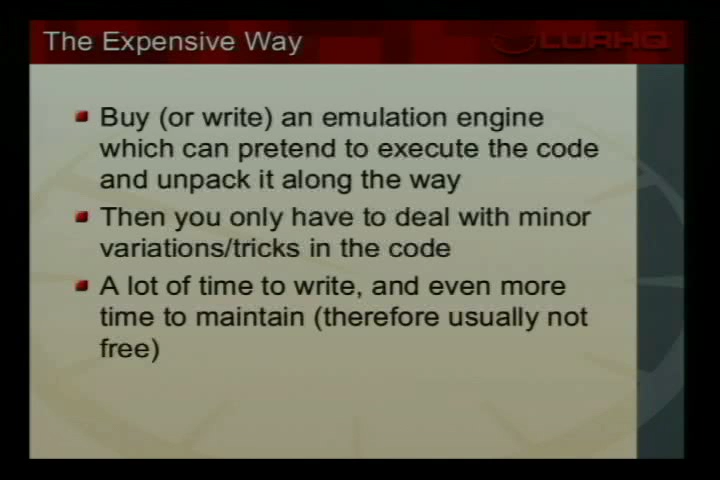 The Expensive Way
LURHQ
Buy (or write) an emulation engine
which can pretend to execute the code
and unpack it along the way
Then you only have to deal with minor
variations/tricks in the code
A lot of time to write, and even more
time to maintain (therefore usually not
free)